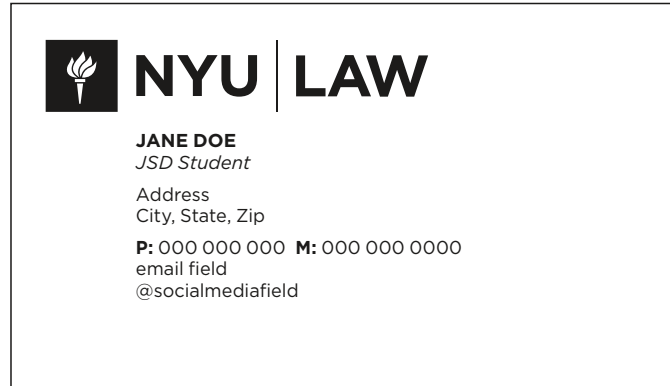 NYU LAW
JANE DOE
JSD Student
Address
City, State, Zip
P: 000 000 000 M: 000 000 0000
email field
@socialmediafield